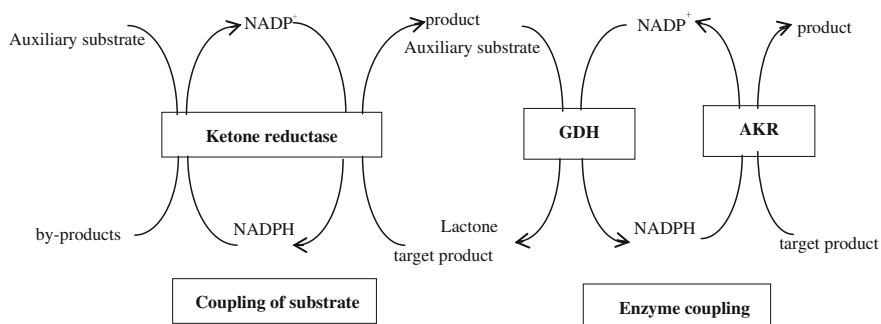 NADP+
product
NADP+
product
Auxiliary substrate
Auxiliary substrate
Ketone reductase
GDH
AKR
by-products
NADPH
Lactone
NADPH
target product
target product
Coupling of substrate
Enzyme coupling